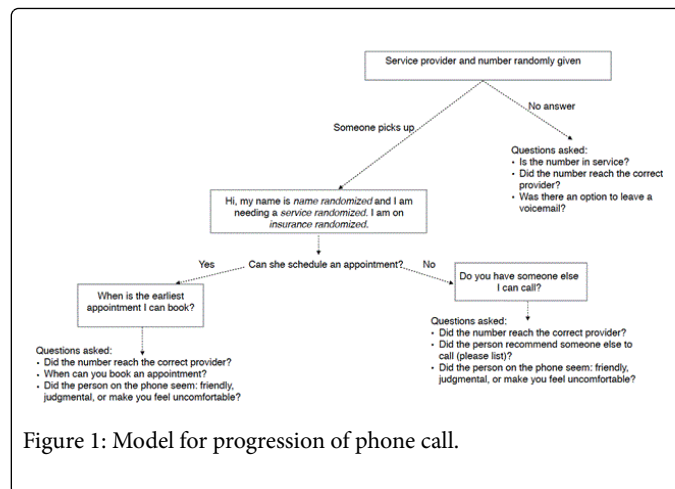 Service provider and number randomly given
No answer
Someone picks up
Questions asked:
• Is the number in service?
• Did the number reach the correct
provider?
• Was there an option to leave a
voicemail?
Hi, my name is name randomized and I am
needing a service randomized. I am on
insurance randomized.
Yes
Can she schedule an appointment?
No
When is the earliest
appointment I can book?
Do you have someone else
I can call?
Questions asked:
• Did the number reach the correct provider?
• When can you book an appointment?
• Did the person on the phone seem: friendly,
judgmental, or make you feel uncomfortable?
Questions asked:
• Did the number reach the correct provider?
• Did the person recommend someone else to
call (please list)?
• Did the person on the phone seem: friendly,
judgmental, or make you feel uncomfortable?
Figure 1: Model for progression of phone call.